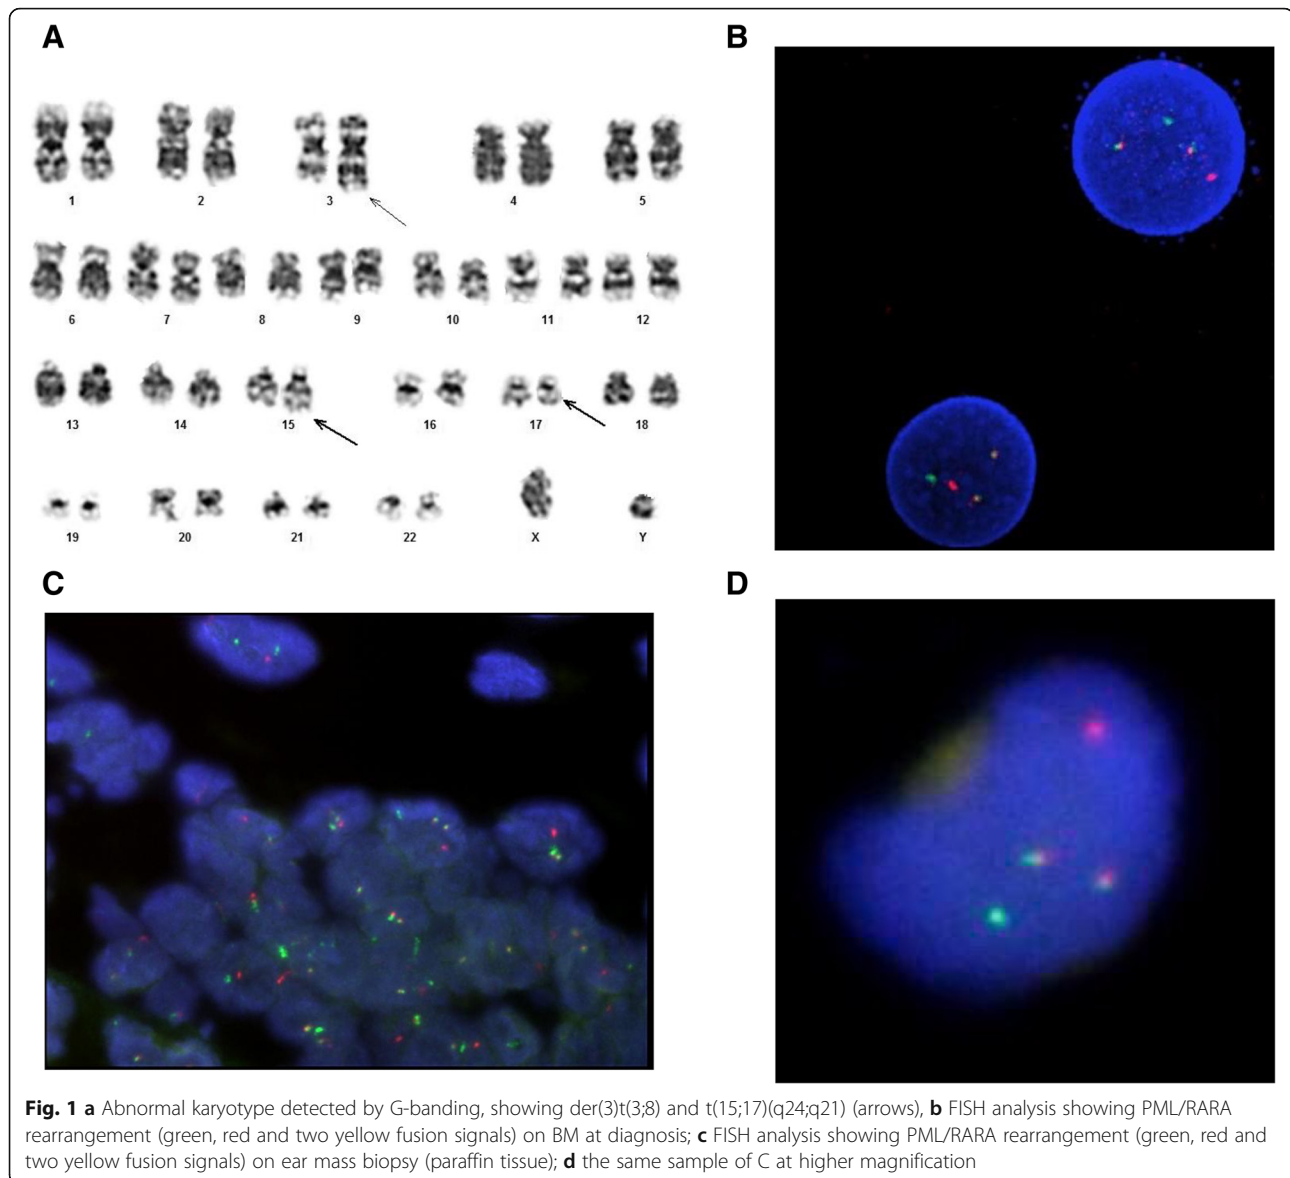 A
B
1 2 3 4 5
6 7 8 9 10 11 12
13 14 15 16 17 18
19 20 21 22 X Y
C
D
Fig. 1 a Abnormal karyotype detected by G-banding, showing der(3)t(3;8) and t(15;17)(q24;q21) (arrows), b FISH analysis showing PML/RARA
rearrangement (green, red and two yellow fusion signals) on BM at diagnosis; c FISH analysis showing PML/RARA rearrangement (green, red and
two yellow fusion signals) on ear mass biopsy (paraffin tissue); d the same sample of C at higher magnification